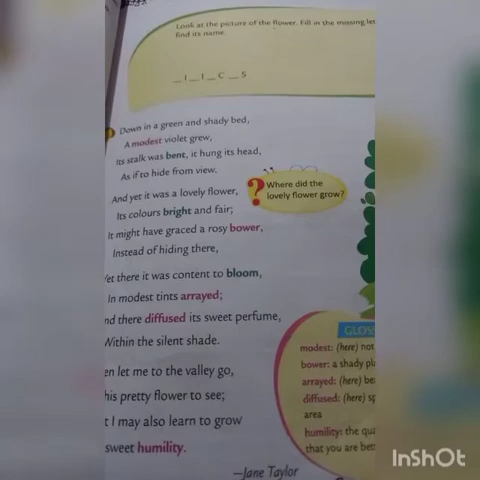 Look at the picture of the flower. Fill in the missing let
find its name.
_ I _ I _ C _ S
Down in a green and shady bed,
A modest violet grew,
Its stalk was bent, it hung its head,
As if to hide from view.
And yet it was a lovely flower,
Its colours bright and fair;
It might have graced a rosy bower,
Instead of hiding there,
Yet there it was content to bloom,
In modest tints arrayed;
nd there diffused its sweet perfume,
Within the silent shade.
en let me to the valley go,
his pretty flower to see;
t I may also learn to grow
sweet humility.
—Jane Taylor
? Where did the
lovely flower grow?
GLOSS
modest: (here) not
bower: a shady pla
arrayed: (here) bea
diffused: (here) sp
area
humility: the qua
that you are bett
InShOt